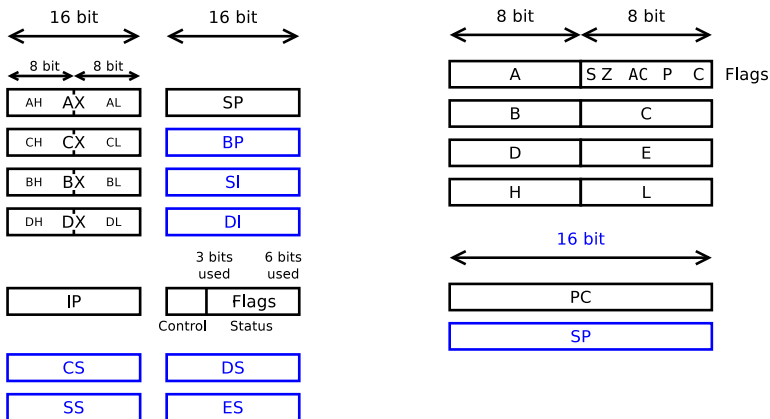 16 bit 16 bit
8 bit 8 bit
AH AX AL SP
CH CX CL BP
BH BX BL SI
DH DX DL DI
3 bits used 6 bits used
IP Flags
Control Status
CS DS
SS ES
8 bit 8 bit
A S Z AC P C Flags
B C
D E
H L
16 bit
PC
SP